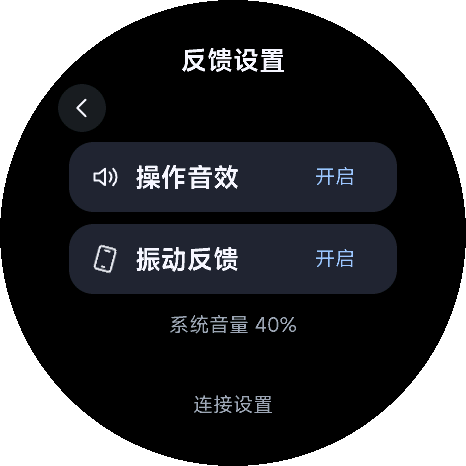 反馈设置
操作音效 开启
振动反馈 开启
系统音量 40%
连接设置